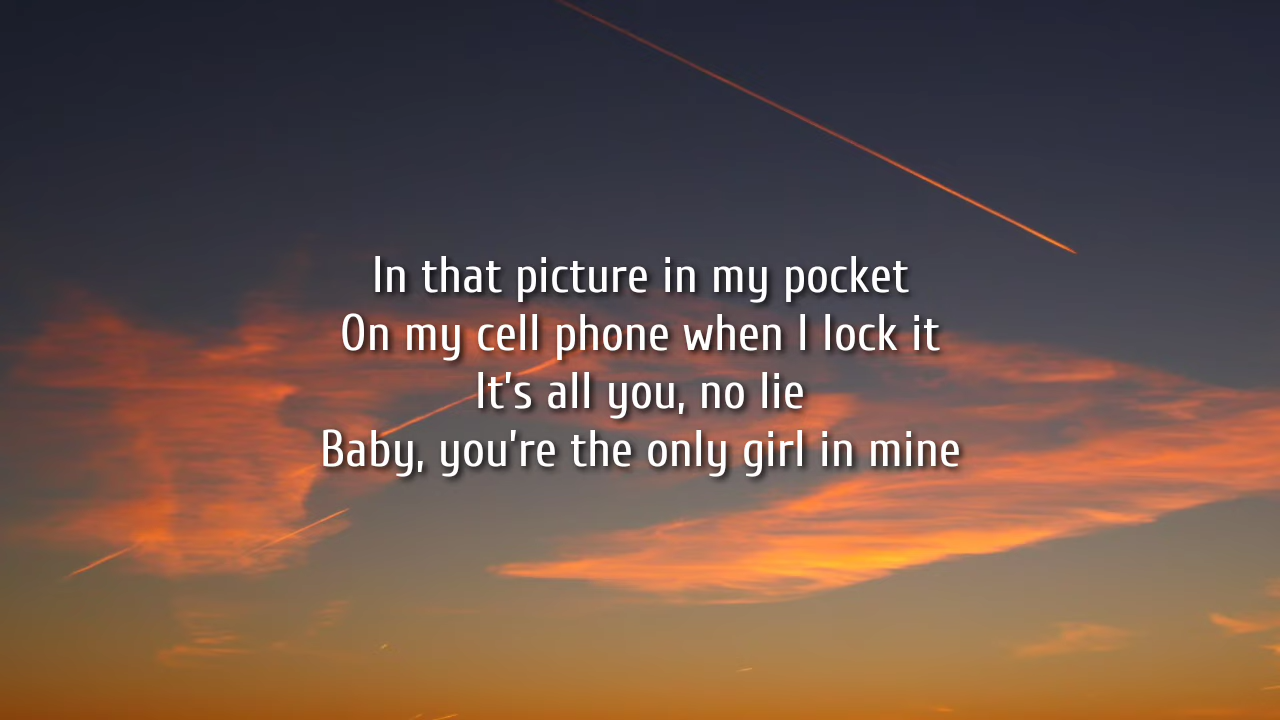 In that picture in my pocket
On my cell phone when I lock it
It's all you, no lie
Baby, you're the only girl in mine